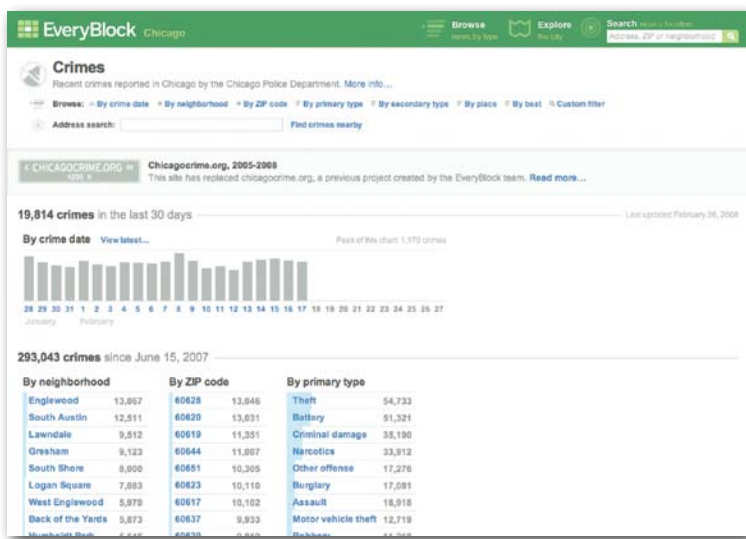 EveryBlock Chicago
Browse
news by type
Explore
the city
Search
Address, ZIP or neighborhood
Crimes
Recent crimes reported in Chicago by the Chicago Police Department. More info...
Browse: By crime date By neighborhood By ZIP code By primary type By secondary type By place By beat Custom filter
Address search: Find crimes nearby
CHICAGOCRIME.ORG
Chicagocrime.org, 2005-2008
This site has replaced chicagocrime.org, a previous project created by the EveryBlock team. Read more...
19,814 crimes in the last 30 days
Last updated February 26, 2008
By crime date View latest...
Peak of this chart: 1,170 crimes
28 29 30 31 1 2 3 4 5 6 7 8 9 10 11 12 13 14 15 16 17 18 19 20 21 22 23 24 25 26 27
January February
293,043 crimes since June 15, 2007
By neighborhood By ZIP code By primary type
Englewood 13,867 60628 13,846 Theft 54,733
South Austin 12,511 60620 13,031 Battery 51,321
Lawndale 9,512 60619 11,351 Criminal damage 35,190
Gresham 9,123 60644 11,007 Narcotics 33,912
South Shore 8,800 60651 10,305 Other offense 17,276
Logan Square 60623 10,110 Burglary 17,081
West Englewood 5,970 60617 10,102 Assault 16,918
Back of the Yards 5,873 60637 9,933 Motor vehicle theft 12,719
Humboldt Park 60629 Robbery